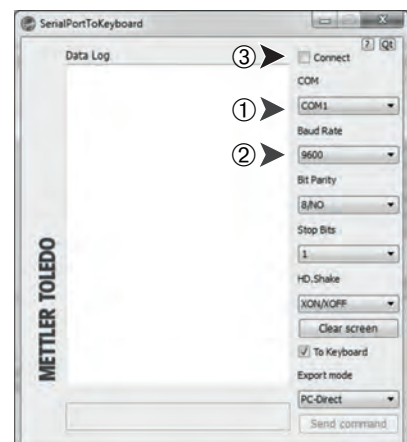 SerialPortToKeyboard
? Qt
Data Log
③ Connect
COM
① COM1
Baud Rate
② 9600
Bit Parity
8/NO
Stop Bits
1
HD.Shake
XON/XOFF
Clear screen
To Keyboard
Export mode
PC-Direct
Send command
METTLER TOLEDO